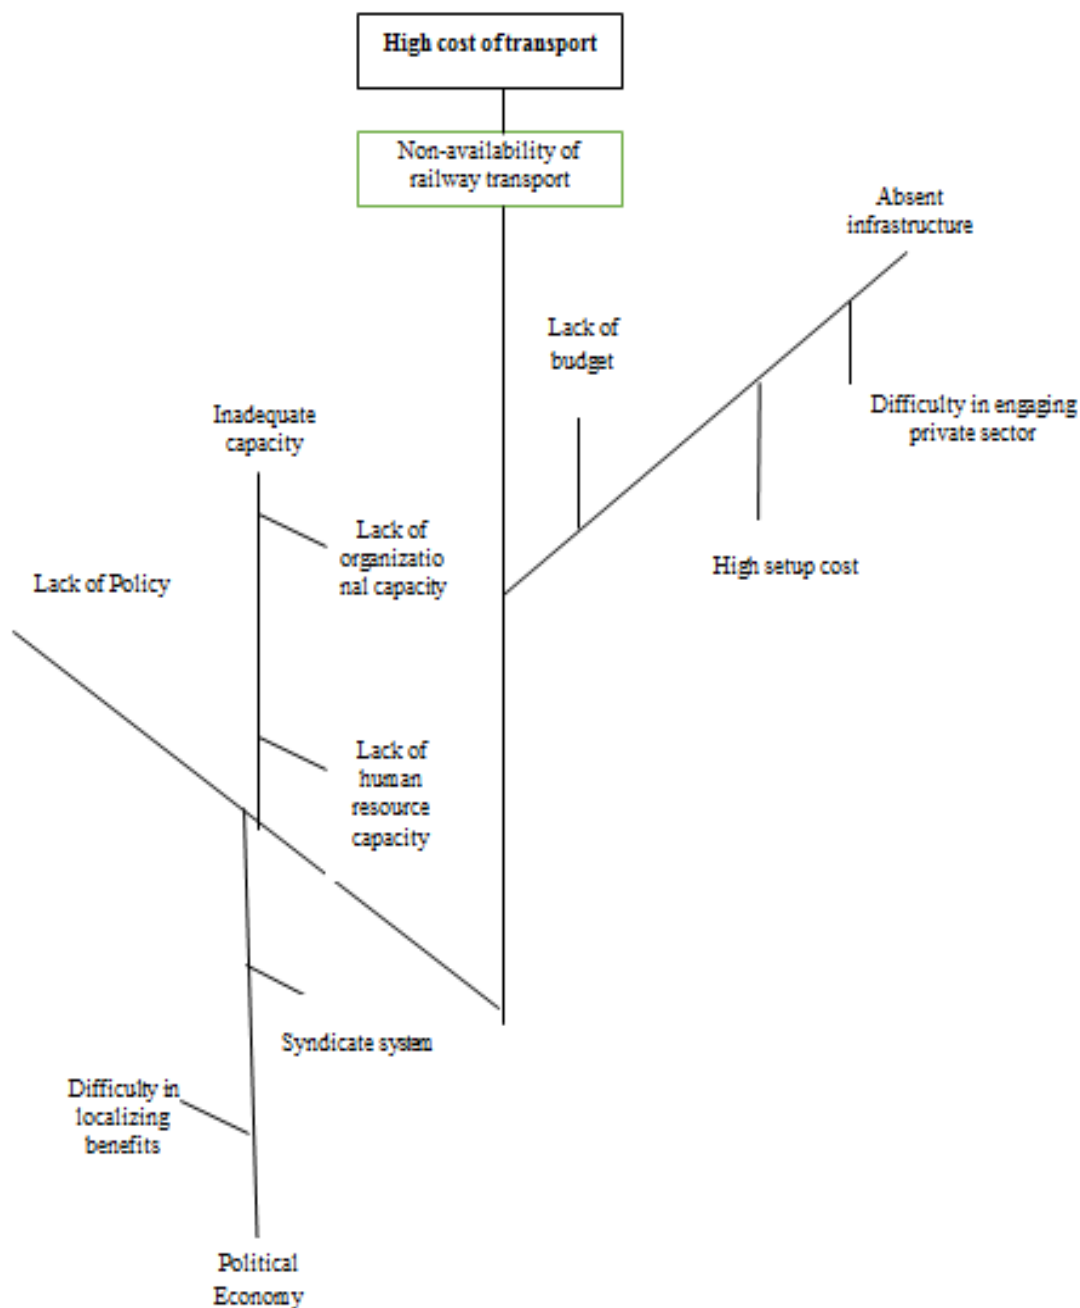 High cost of transport
Non-availability of
railway transport
Absent
infrastructure
Lack of
budget
Difficulty in engaging
private sector
Inadequate
capacity
Lack of
organizatio
nal capacity
High setup cost
Lack of Policy
Lack of
human
resource
capacity
Syndicate system
Difficulty in
localizing
benefits
Political
Economy